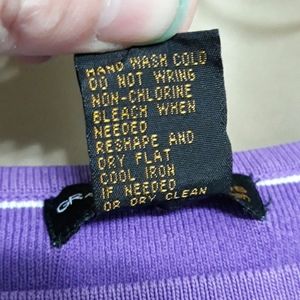 HAND WASH COLD
DO NOT WRING
NON-CHLORINE
BLEACH WHEN
NEEDED
RESHAPE AND
DRY FLAT
COOL IRON
IF NEEDED
OR DRY CLEAN